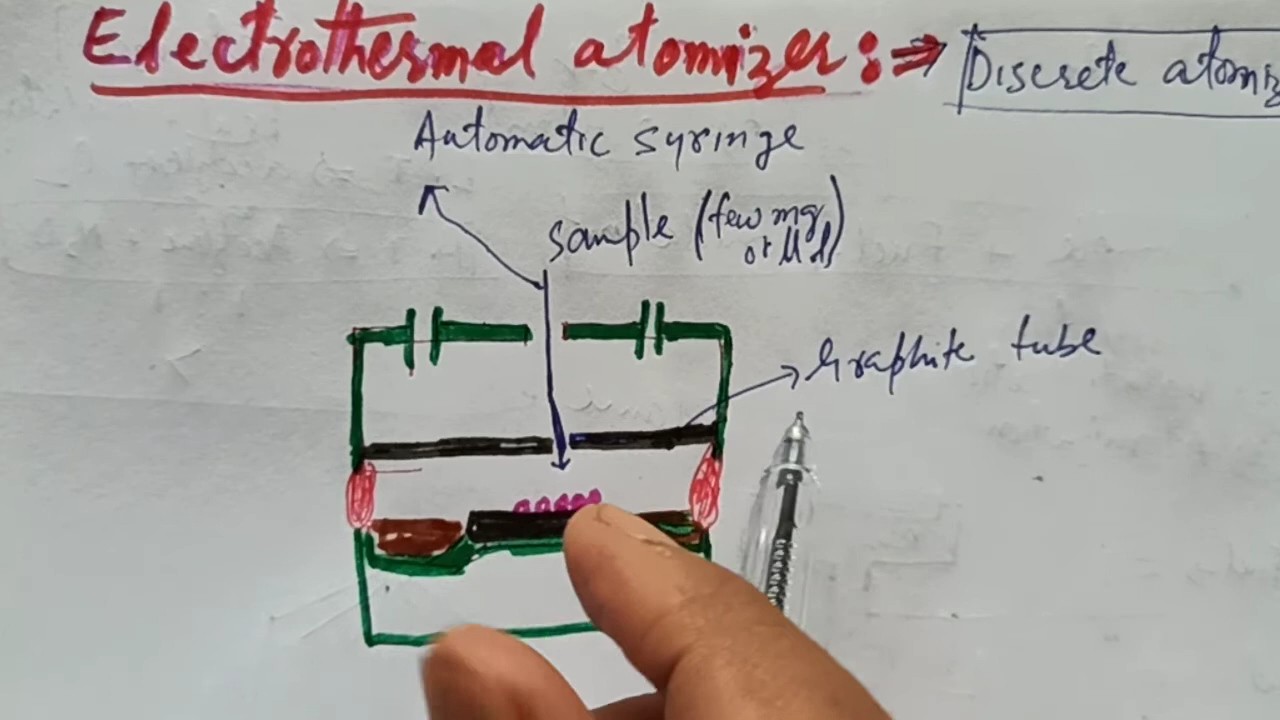 Electrothermal atomizer : ⇒ Discrete atomiz
Automatic syringe
sample (few mg
or µl)
Graphite tube